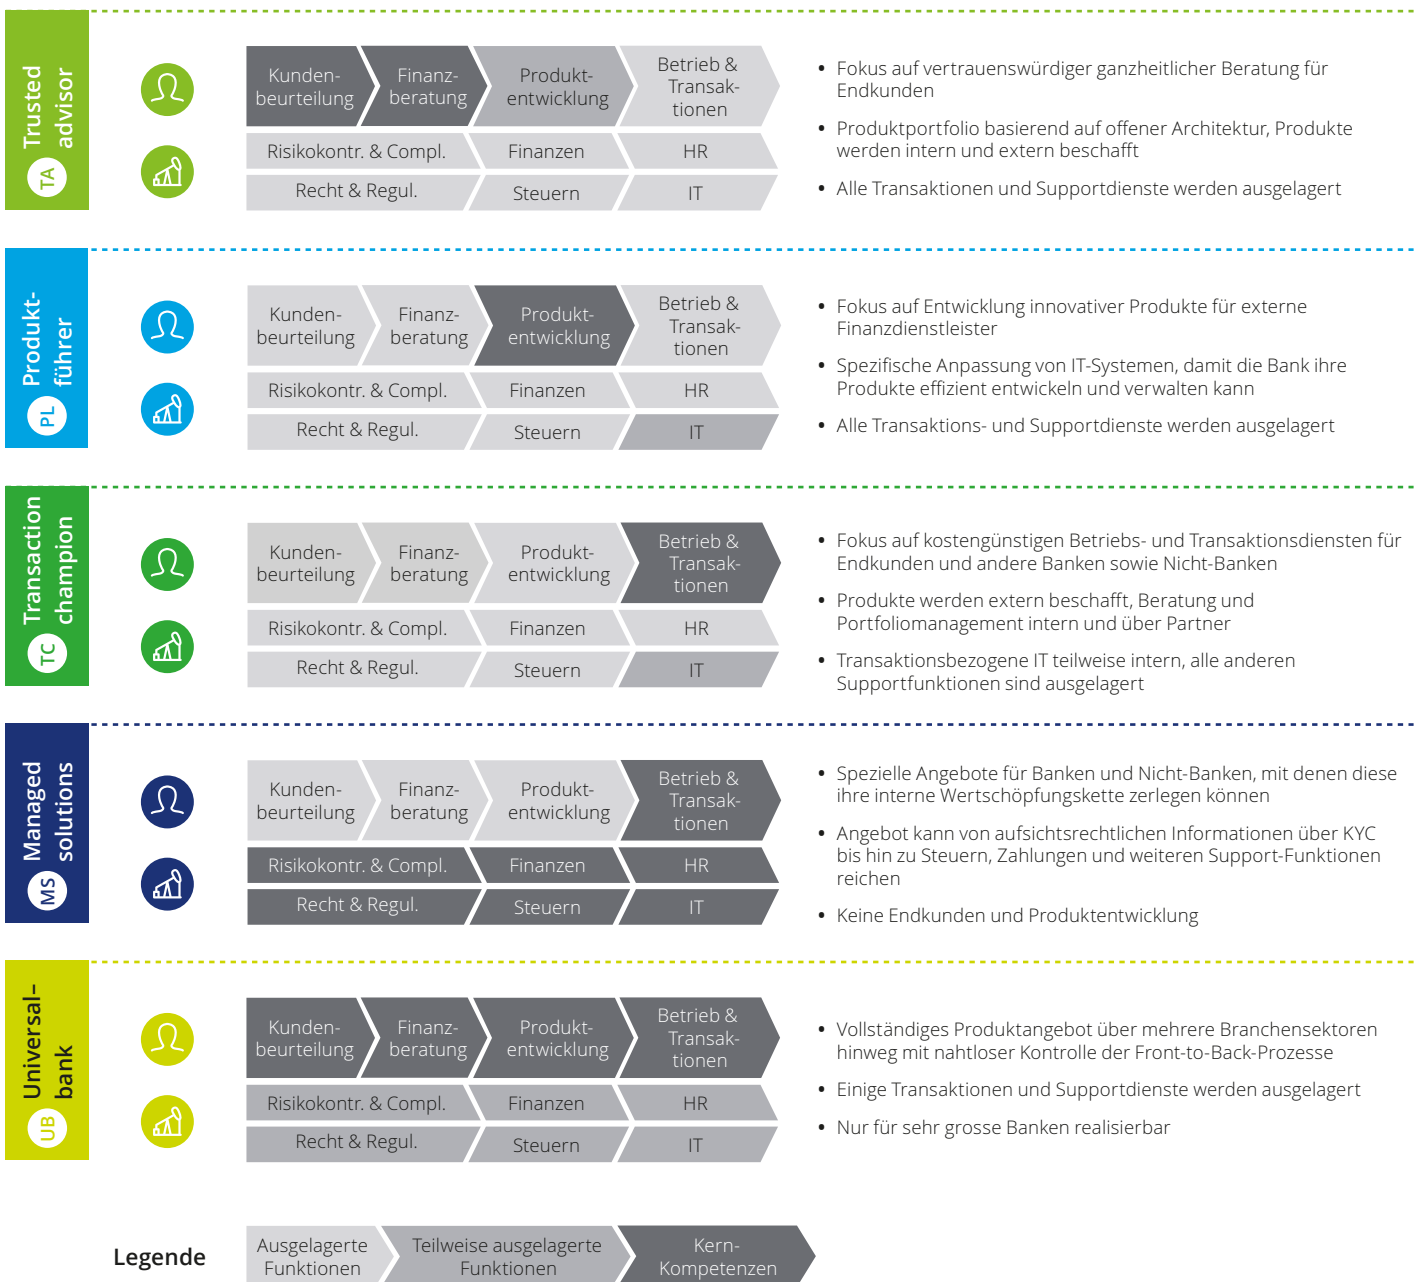 Trusted
advisor
TA
Kunden-
beurteilung
Finanz-
beratung
Produkt-
entwicklung
Betrieb &
Transak-
tionen
Risikokontr. & Compl.
Finanzen
HR
Recht & Regul.
Steuern
IT
• Fokus auf vertrauenswürdiger ganzheitlicher Beratung für
Endkunden
• Produktportfolio basierend auf offener Architektur, Produkte
werden intern und extern beschafft
• Alle Transaktionen und Supportdienste werden ausgelagert
Produkt-
führer
PL
Kunden-
beurteilung
Finanz-
beratung
Produkt-
entwicklung
Betrieb &
Transak-
tionen
Risikokontr. & Compl.
Finanzen
HR
Recht & Regul.
Steuern
IT
• Fokus auf Entwicklung innovativer Produkte für externe
Finanzdienstleister
• Spezifische Anpassung von IT-Systemen, damit die Bank ihre
Produkte effizient entwickeln und verwalten kann
• Alle Transaktions- und Supportdienste werden ausgelagert
Transaction
champion
TC
Kunden-
beurteilung
Finanz-
beratung
Produkt-
entwicklung
Betrieb &
Transak-
tionen
Risikokontr. & Compl.
Finanzen
HR
Recht & Regul.
Steuern
IT
• Fokus auf kostengünstigen Betriebs- und Transaktionsdiensten für
Endkunden und andere Banken sowie Nicht-Banken
• Produkte werden extern beschafft, Beratung und
Portfoliomanagement intern und über Partner
• Transaktionsbezogene IT teilweise intern, alle anderen
Supportfunktionen sind ausgelagert
Managed
solutions
MS
Kunden-
beurteilung
Finanz-
beratung
Produkt-
entwicklung
Betrieb &
Transak-
tionen
Risikokontr. & Compl.
Finanzen
HR
Recht & Regul.
Steuern
IT
• Spezielle Angebote für Banken und Nicht-Banken, mit denen diese
ihre interne Wertschöpfungskette zerlegen können
• Angebot kann von aufsichtsrechtlichen Informationen über KYC
bis hin zu Steuern, Zahlungen und weiteren Support-Funktionen
reichen
• Keine Endkunden und Produktentwicklung
Universal–
bank
UB
Kunden-
beurteilung
Finanz-
beratung
Produkt-
entwicklung
Betrieb &
Transak-
tionen
Risikokontr. & Compl.
Finanzen
HR
Recht & Regul.
Steuern
IT
• Vollständiges Produktangebot über mehrere Branchensektoren
hinweg mit nahtloser Kontrolle der Front-to-Back-Prozesse
• Einige Transaktionen und Supportdienste werden ausgelagert
• Nur für sehr grosse Banken realisierbar
Legende
Ausgelagerte
Funktionen
Teilweise ausgelagerte
Funktionen
Kern-
Kompetenzen